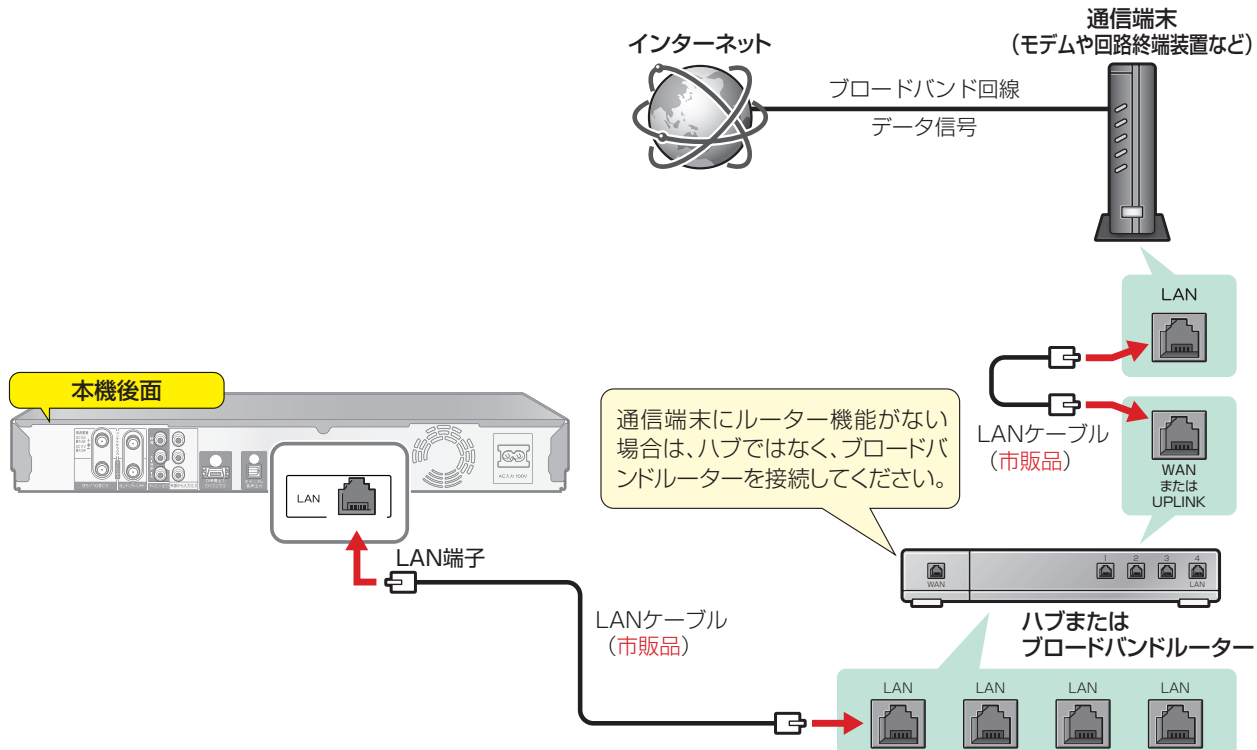 インターネット
通信端末
（モデムや回路終端装置など）
ブロードバンド回線
データ信号
LAN
LANケーブル
（市販品）
WAN
または
UPLINK
本機後面
AC入力 100V
LAN
LAN端子
通信端末にルーター機能がない
場合は、ハブではなく、ブロードバ
ンドルーターを接続してください。
WAN
1 2 3 4
LAN
ハブまたは
ブロードバンドルーター
LANケーブル
（市販品）
LAN LAN LAN LAN